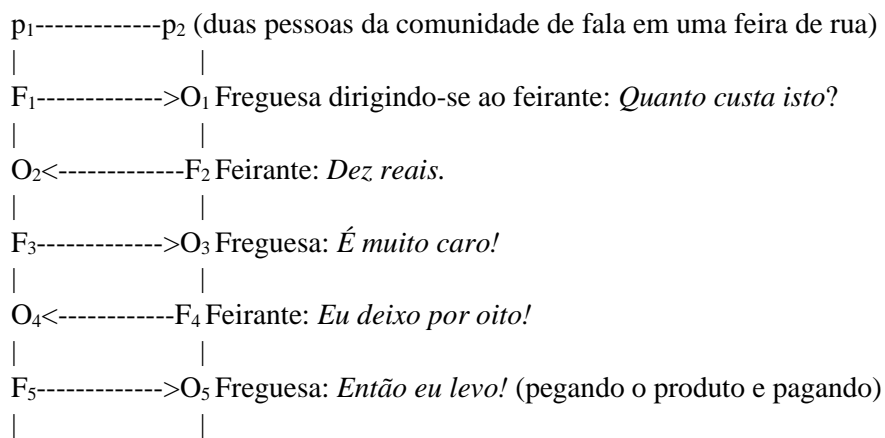 p₁-------------p₂ (duas pessoas da comunidade de fala em uma feira de rua)
| |
F₁------------->O₁ Freguesa dirigindo-se ao feirante: Quanto custa isto?
| |
O₂<-------------F₂ Feirante: Dez reais.
| |
F₃------------->O₃ Freguesa: É muito caro!
| |
O₄<------------F₄ Feirante: Eu deixo por oito!
| |
F₅------------->O₅ Freguesa: Então eu levo! (pegando o produto e pagando)
| |